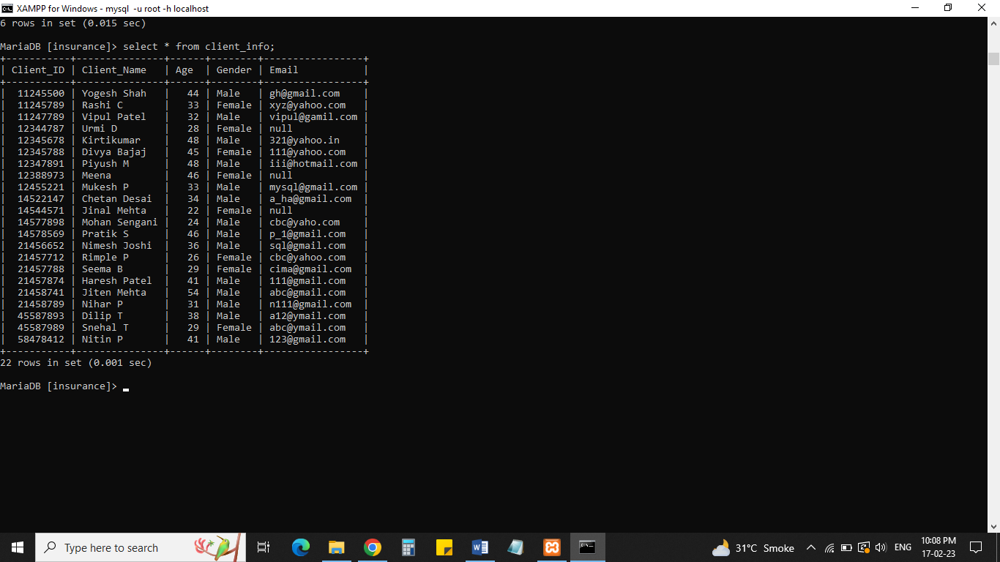 XAMPP for Windows - mysql  -u root -h localhost
6 rows in set (0.015 sec)
MariaDB [insurance]> select * from client_info;
+-----------+---------------+------+--------+-----------------+
| Client_ID | Client_Name   | Age  | Gender | Email           |
+-----------+---------------+------+--------+-----------------+
|  11245500 | Yogesh Shah   |   44 | Male   | gh@gmail.com    |
|  11245789 | Rashi C       |   33 | Female | xyz@yahoo.com   |
|  11247789 | Vipul Patel   |   32 | Male   | vipul@gamil.com |
|  12344787 | Urmi D        |   28 | Female | null            |
|  12345678 | Kirtikumar    |   48 | Male   | 321@yahoo.in    |
|  12345788 | Divya Bajaj   |   45 | Female | 111@yahoo.com   |
|  12347891 | Piyush M      |   48 | Male   | iii@hotmail.com |
|  12388973 | Meena         |   46 | Female | null            |
|  12455221 | Mukesh P      |   33 | Male   | mysql@gmail.com |
|  14522147 | Chetan Desai  |   34 | Male   | a_ha@gmail.com  |
|  14544571 | Jinal Mehta   |   22 | Female | null            |
|  14577898 | Mohan Sengani |   24 | Male   | cbc@yaho.com    |
|  14578569 | Pratik S      |   46 | Male   | p_1@gmail.com   |
|  21456652 | Nimesh Joshi  |   36 | Male   | sql@gmail.com   |
|  21457712 | Rimple P      |   26 | Female | cbc@yahoo.com   |
|  21457788 | Seema B       |   29 | Female | cima@gmail.com  |
|  21457874 | Haresh Patel  |   41 | Male   | 111@gmail.com   |
|  21458741 | Jiten Mehta   |   54 | Male   | abc@gmail.com   |
|  21458789 | Nihar P       |   31 | Male   | n111@gmail.com  |
|  45587893 | Dilip T       |   38 | Male   | a12@ymail.com   |
|  45587989 | Snehal T      |   29 | Female | abc@ymail.com   |
|  58478412 | Nitin P       |   41 | Male   | 123@gmail.com   |
+-----------+---------------+------+--------+-----------------+
22 rows in set (0.001 sec)
MariaDB [insurance]> _
Type here to search
31°C  Smoke
ENG
10:08 PM
17-02-23